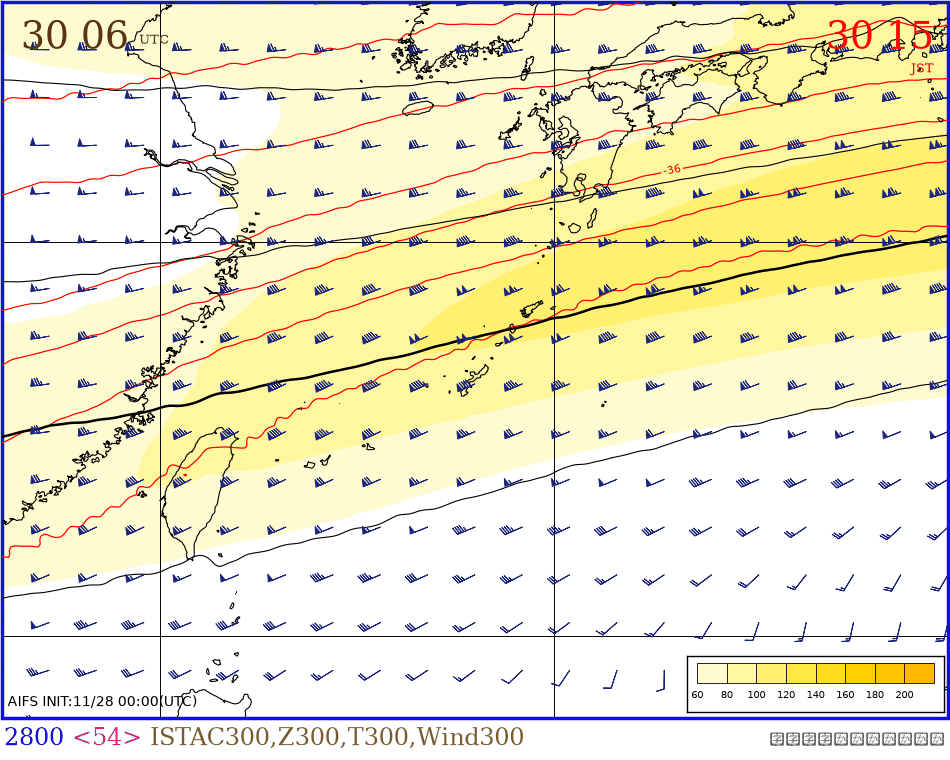 30 06 UTC
30 15
JST
-36
60 80 100 120 140 160 180 200
AIFS INIT:11/28 00:00(UTC)
2800 <54> ISTAC300,Z300,T300,Wind300